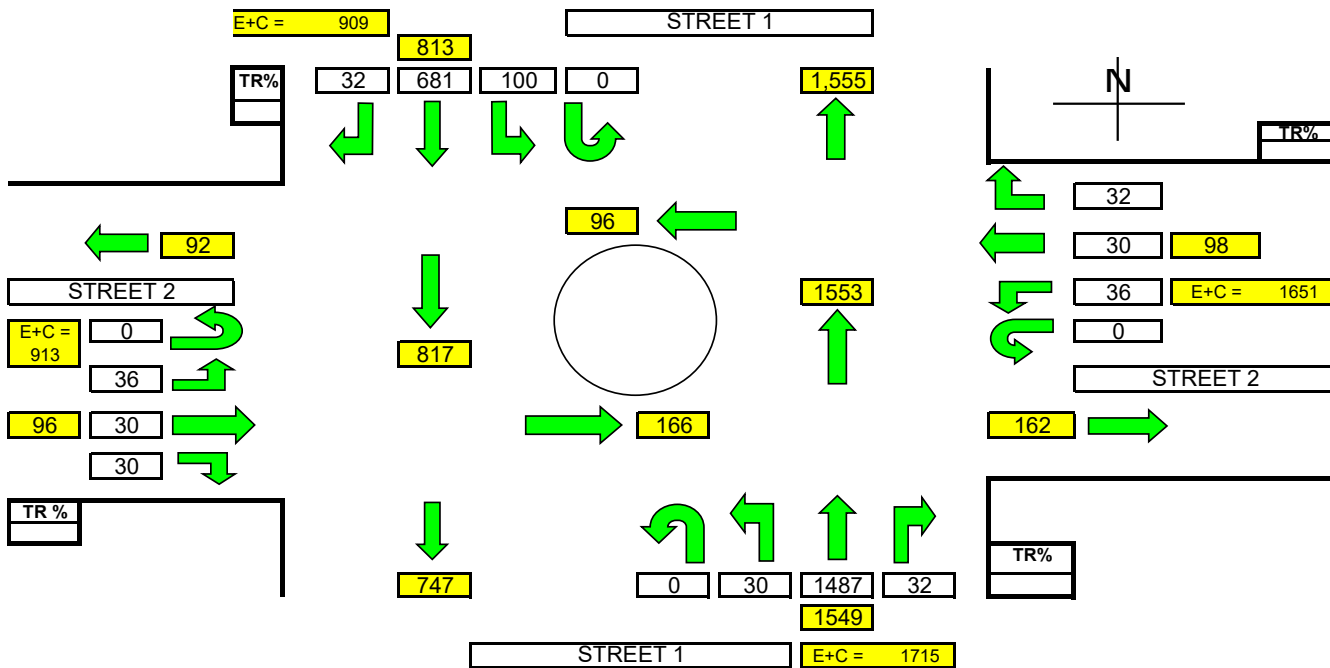 E+C = 909
STREET 1
813
TR%
32 681 100 0
1,555
N
TR%
32
96
92
30 98
STREET 2
36 E+C = 1651
1553
E+C =
913
0
0
817
36
STREET 2
96 30
166
162
30
TR %
TR%
747
0 30 1487 32
1549
STREET 1
E+C = 1715